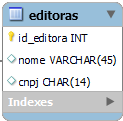 editoras
id_editora INT
nome VARCHAR(45)
cnpj CHAR(14)
Indexes